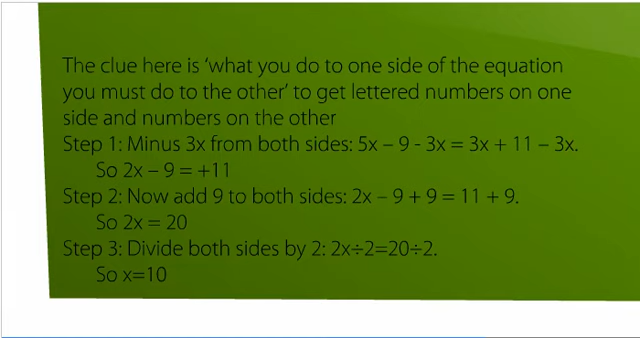 The clue here is ‘what you do to one side of the equation
you must do to the other’ to get lettered numbers on one
side and numbers on the other
Step 1: Minus 3x from both sides: 5x – 9 - 3x = 3x + 11 – 3x.
So 2x – 9 = +11
Step 2: Now add 9 to both sides: 2x – 9 + 9 = 11 + 9.
So 2x = 20
Step 3: Divide both sides by 2: 2x÷2=20÷2.
So x=10